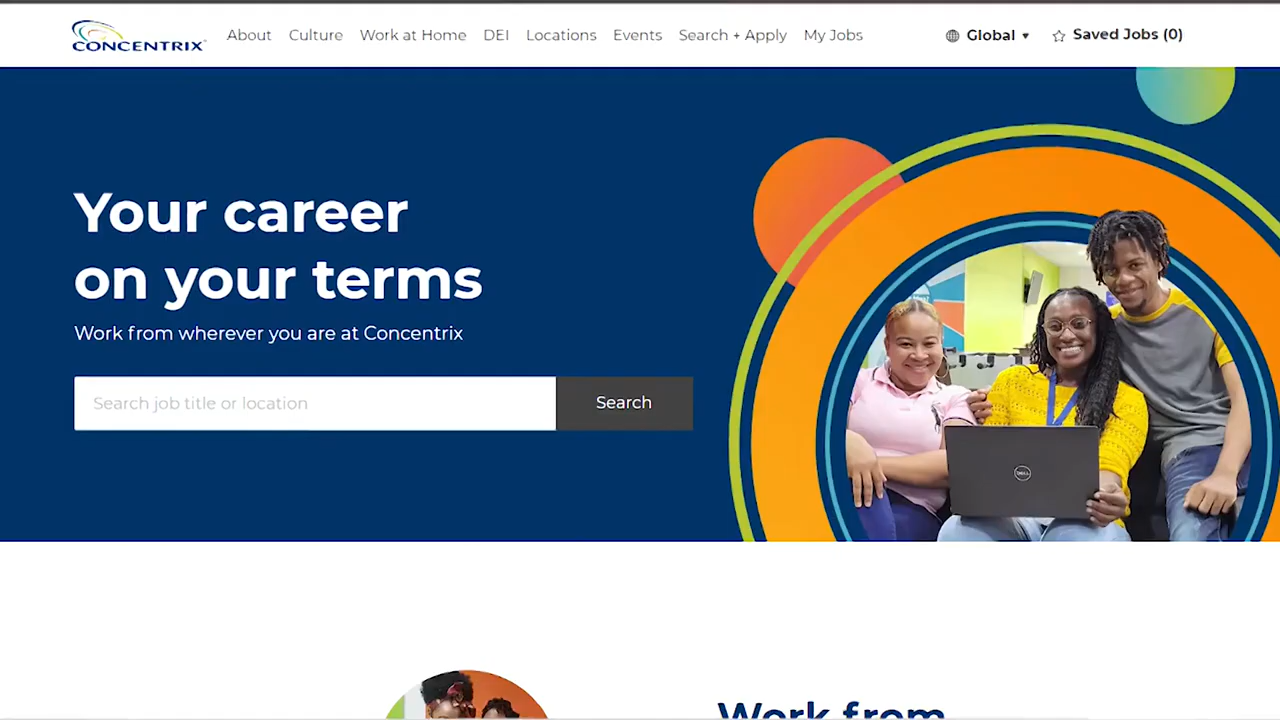 CONCENTRIX
About Culture Work at Home DEI Locations Events Search + Apply My Jobs Global Saved Jobs (0)
Your career
on your terms
Work from wherever you are at Concentrix
Search job title or location Search
DELL
Work from